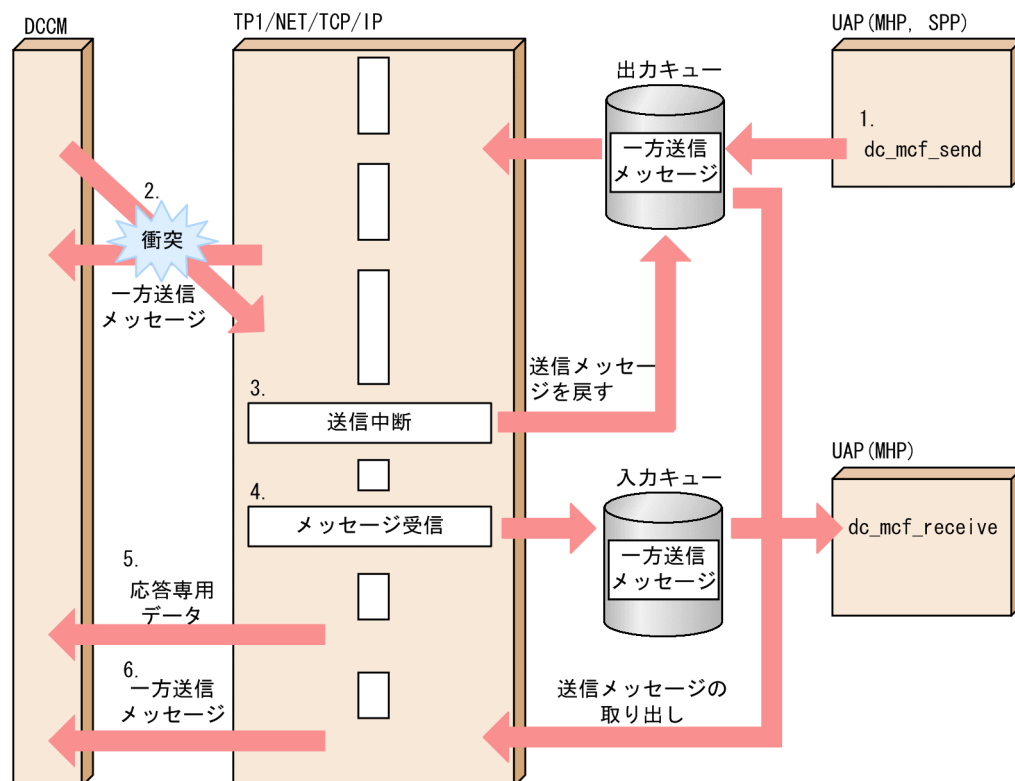 DCCM
TP1/NET/TCP/IP
UAP(MHP, SPP)
出力キュー
1.
dc_mcf_send
一方送信
メッセージ
2.
衝突
一方送信
メッセージ
送信メッセー
ジを戻す
3.
送信中断
UAP(MHP)
入力キュー
4.
メッセージ受信
dc_mcf_receive
一方送信
メッセージ
5.
応答専用
データ
6.
一方送信
メッセージ
送信メッセージの
取り出し